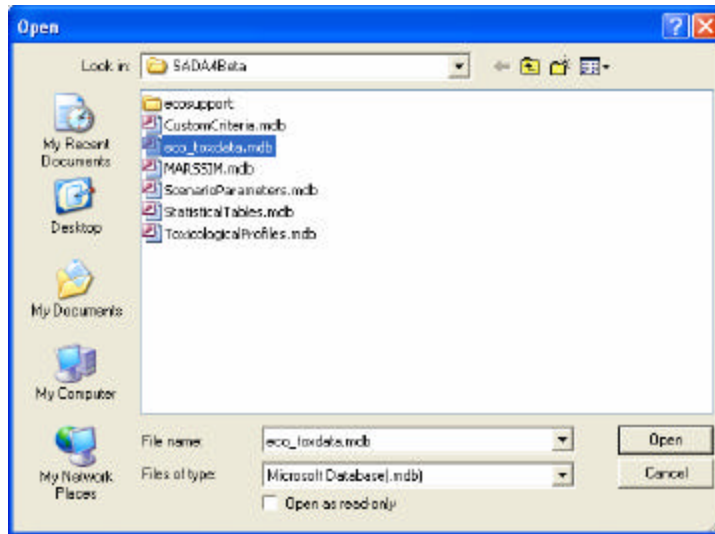 Open
Look in:
SADA4Beta
My Recent
Documents
Desktop
My Documents
My Computer
My Network
Places
ecosupport
CustomCriteria.mdb
eco_toxdata.mdb
MARSSIM.mdb
ScenarioParameters.mdb
StatisticalTables.mdb
ToxicologicalProfiles.mdb
File name:
eco_toxdata.mdb
Open
Files of type:
Microsoft Database(.mdb)
Cancel
Open as read-only